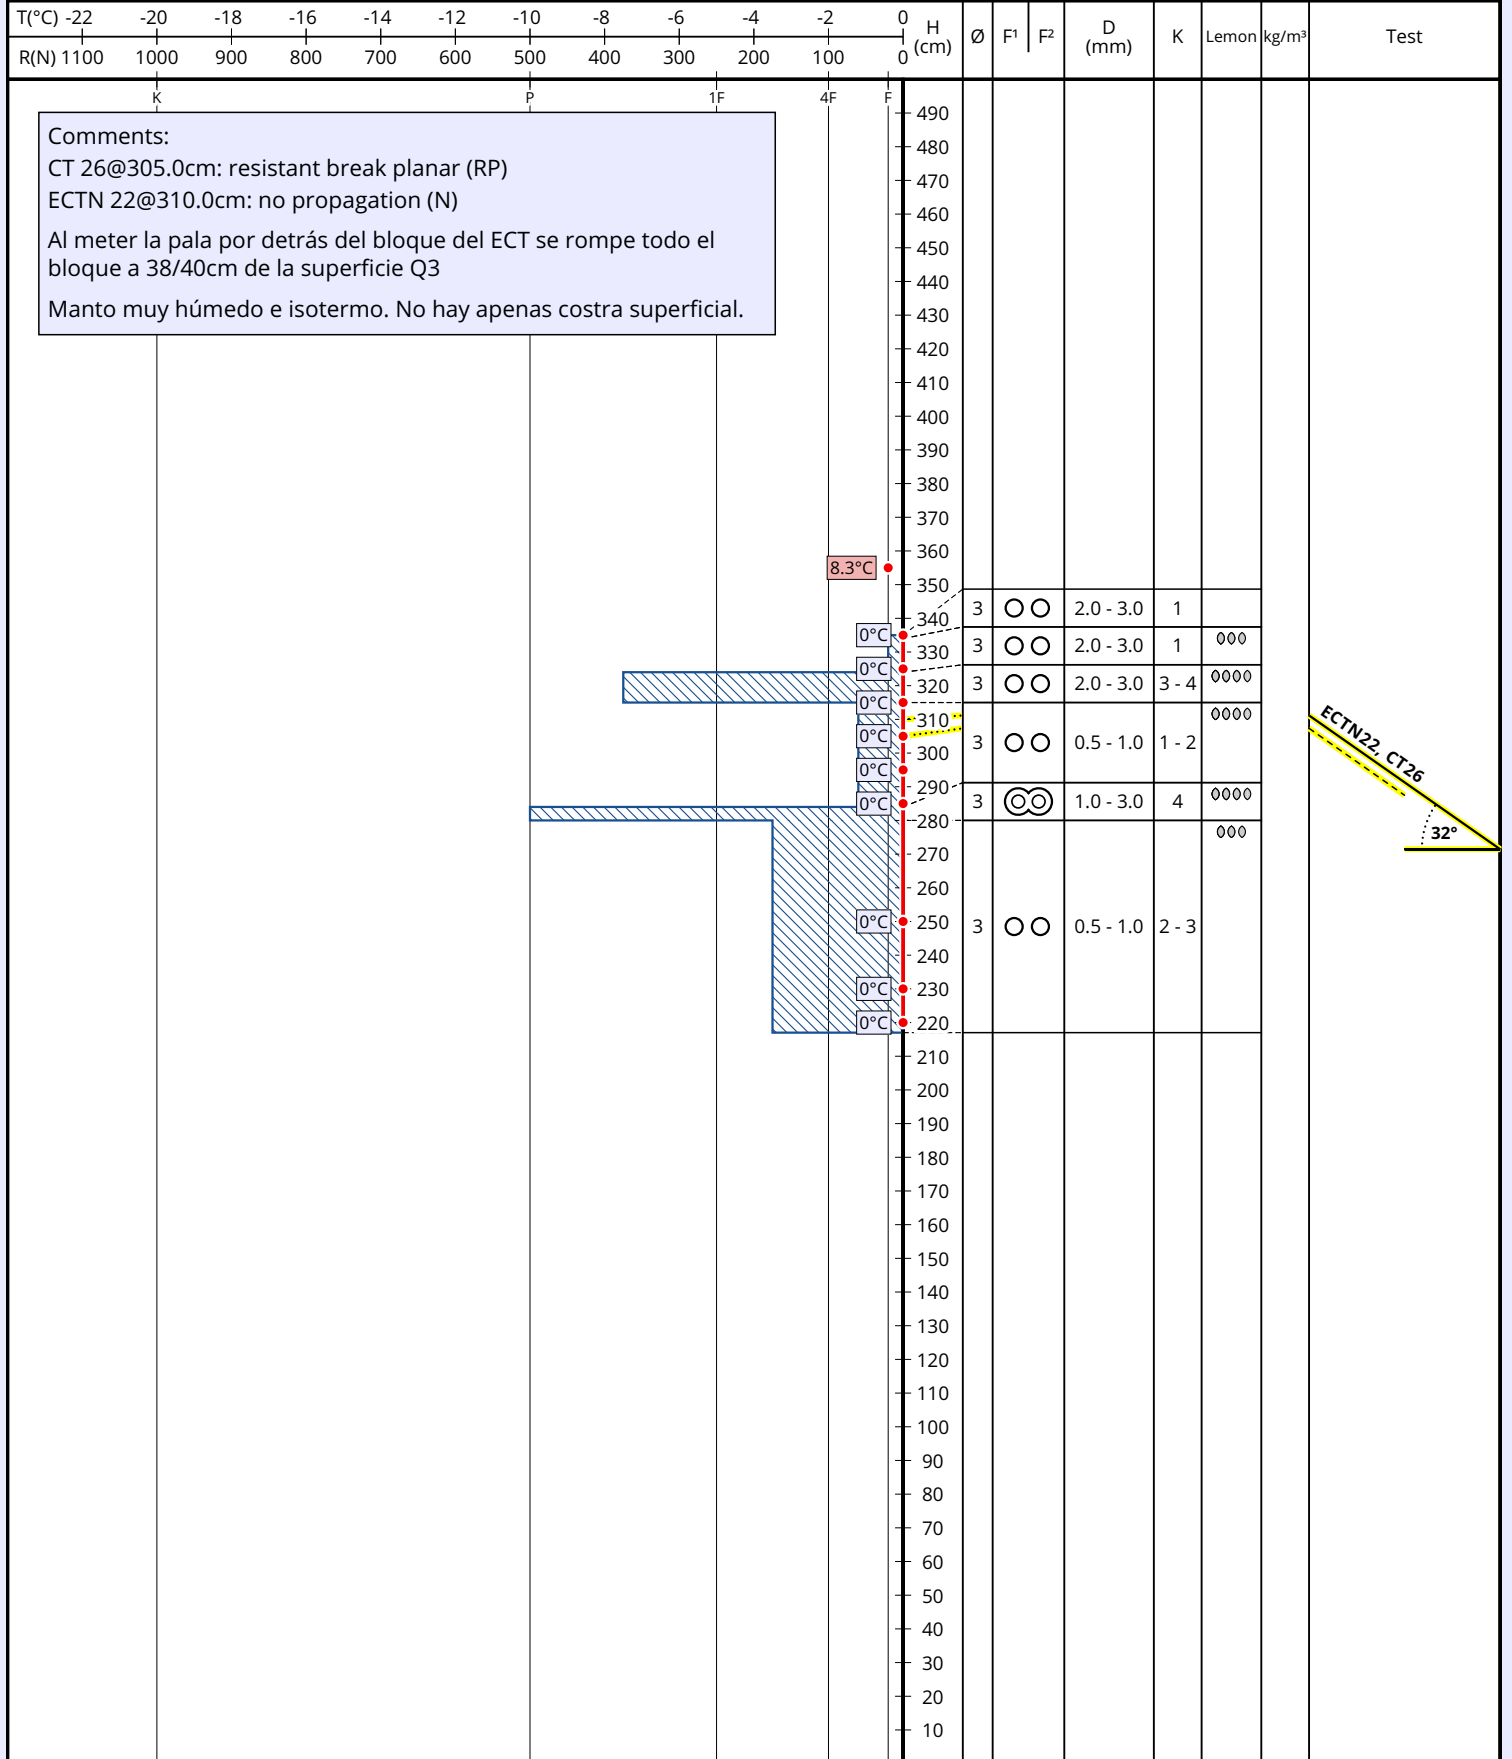 T(°C) -22 -20 -18 -16 -14 -12 -10 -8 -6 -4 -2 0
R(N) 1100 1000 900 800 700 600 500 400 300 200 100 0
H (cm) Ø F¹ F² D (mm) K Lemon kg/m³ Test
K P 1F 4F F
Comments:
CT 26@305.0cm: resistant break planar (RP)
ECTN 22@310.0cm: no propagation (N)
Al meter la pala por detrás del bloque del ECT se rompe todo el
bloque a 38/40cm de la superficie Q3
Manto muy húmedo e isotermo. No hay apenas costra superficial.
490
480
470
460
450
440
430
420
410
400
390
380
370
360
8.3°C
350
3 2.0 - 3.0 1
340
0°C
330
3 2.0 - 3.0 1
0°C
320
3 2.0 - 3.0 3 - 4
0°C
310
0°C
300
3 0.5 - 1.0 1 - 2
0°C
290
0°C
3 1.0 - 3.0 4
280
270
260
0°C
250
3 0.5 - 1.0 2 - 3
240
0°C
230
0°C
220
210
200
190
180
170
160
150
140
130
120
110
100
90
80
70
60
50
40
30
20
10
ECTN22, CT26
32°